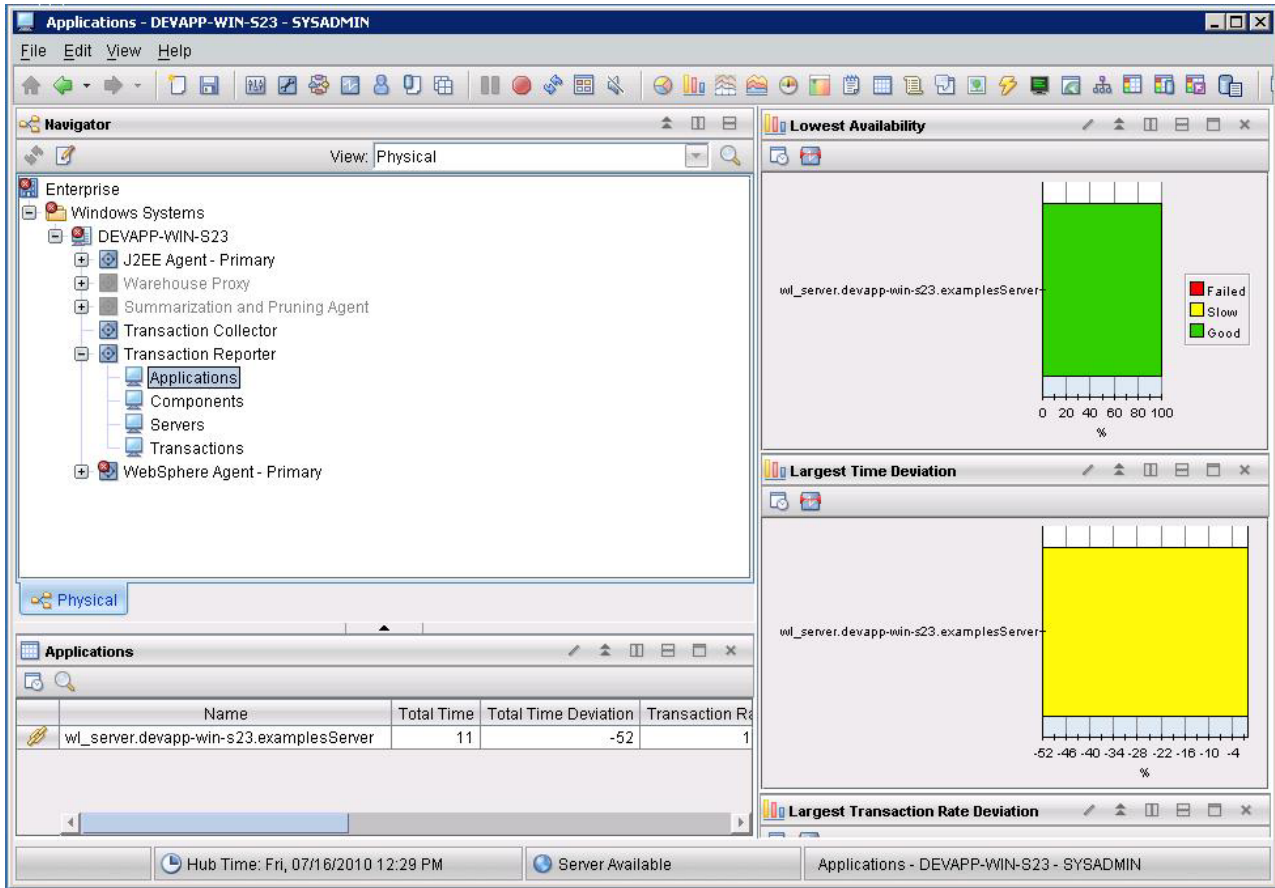 Applications - DEVAPP-WIN-S23 - SYSADMIN
File Edit View Help
Navigator
View: Physical
Enterprise
Windows Systems
DEVAPP-WIN-S23
J2EE Agent - Primary
Warehouse Proxy
Summarization and Pruning Agent
Transaction Collector
Transaction Reporter
Applications
Components
Servers
Transactions
WebSphere Agent - Primary
Physical
Applications
Name Total Time Total Time Deviation Transaction Ra
wl_server.devapp-win-s23.examplesServer 11 -52 1
Lowest Availability
wl_server.devapp-win-s23.examplesServer
Failed
Slow
Good
0 20 40 60 80 100
%
Largest Time Deviation
wl_server.devapp-win-s23.examplesServer
-52 -46 -40 -34 -28 -22 -16 -10 -4
%
Largest Transaction Rate Deviation
Hub Time: Fri, 07/16/2010 12:29 PM
Server Available
Applications - DEVAPP-WIN-S23 - SYSADMIN